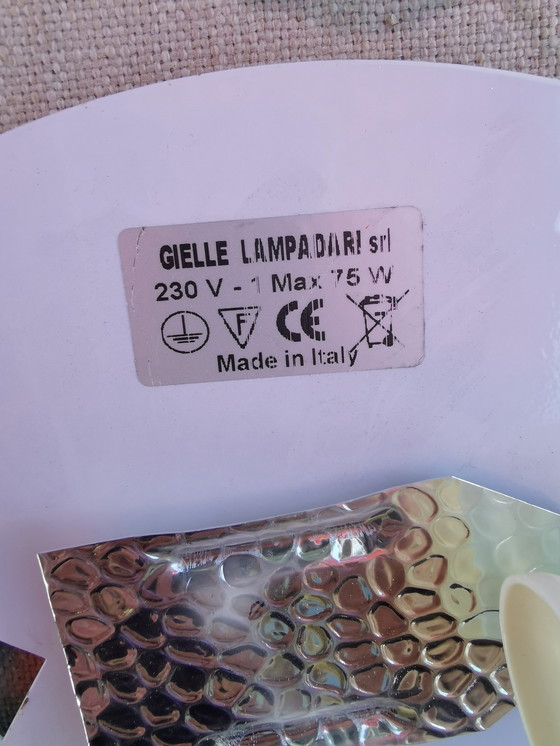 GIELLE LAMPADARI srl
230 V - 1 Max 75 W
F CE
Made in Italy